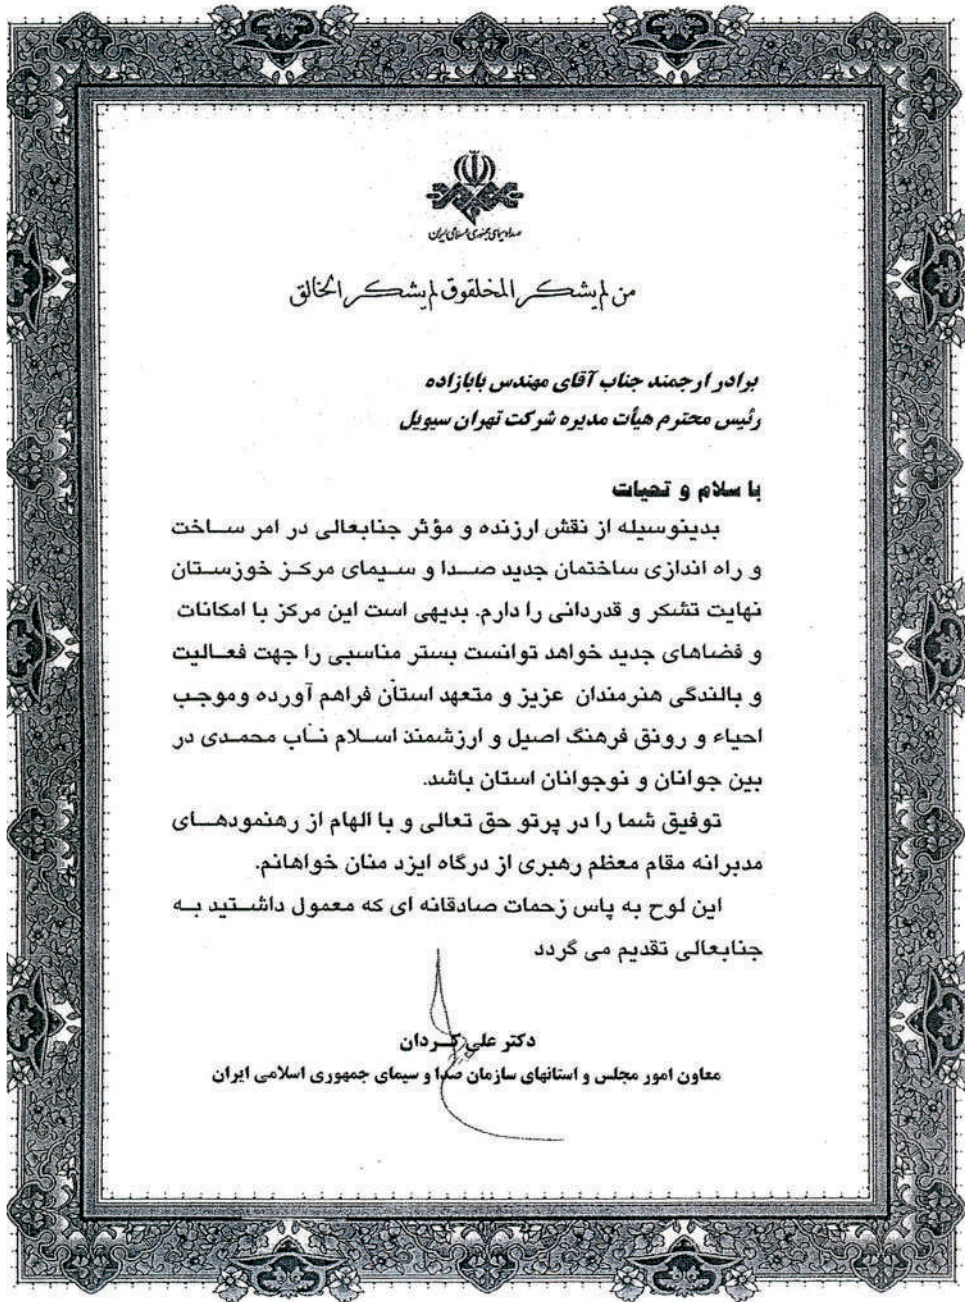 صدا و سیمای جمهوری اسلامی ایران
من لم یشکر المخلوق لم یشکر الخالق
برادر ارجمند جناب آقای مهندس بابازاده
رئیس محترم هیأت مدیره شرکت تهران سیویل
با سلام و تحیات
بدینوسیله از نقش ارزنده و مؤثر جنابعالی در امر ساخت
و راه اندازی ساختمان جدید صدا و سیمای مرکز خوزستان
نهایت تشکر و قدردانی را دارم. بدیهی است این مرکز با امکانات
و فضاهای جدید خواهد توانست بستر مناسبی را جهت فعالیت
و بالندگی هنرمندان عزیز و متعهد استان فراهم آورده وموجب
احیاء و رونق فرهنگ اصیل و ارزشمند اسلام ناب محمدی در
بین جوانان و نوجوانان استان باشد.
توفیق شما را در پرتو حق تعالی و با الهام از رهنمودهای
مدبرانه مقام معظم رهبری از درگاه ایزد منان خواهانم.
این لوح به پاس زحمات صادقانه ای که معمول داشتید به
جنابعالی تقدیم می گردد
دکتر علی کردان
معاون امور مجلس و استانهای سازمان صدا و سیمای جمهوری اسلامی ایران